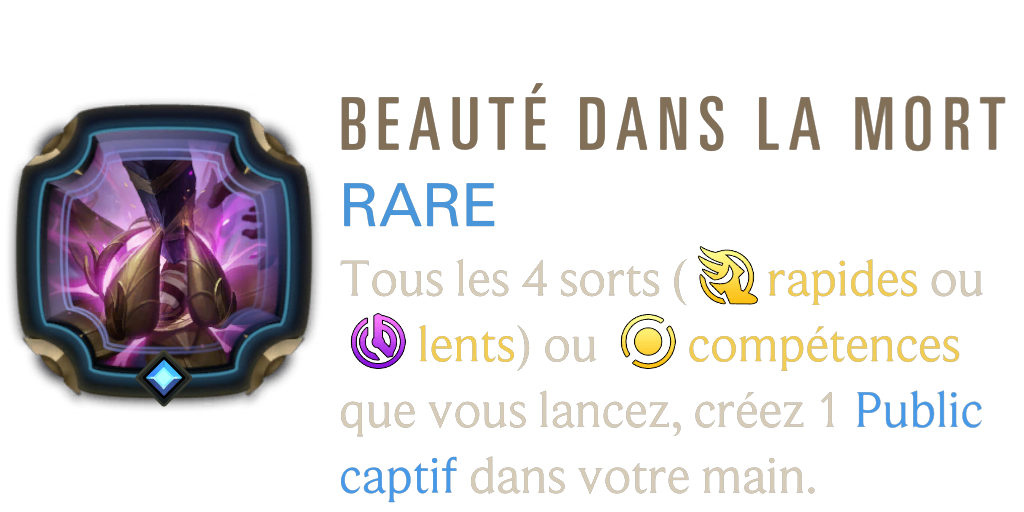 BEAUTÉ DANS LA MORT
RARE
Tous les 4 sorts ( rapides ou
lents) ou compétences
que vous lancez, créez 1 Public
captif dans votre main.